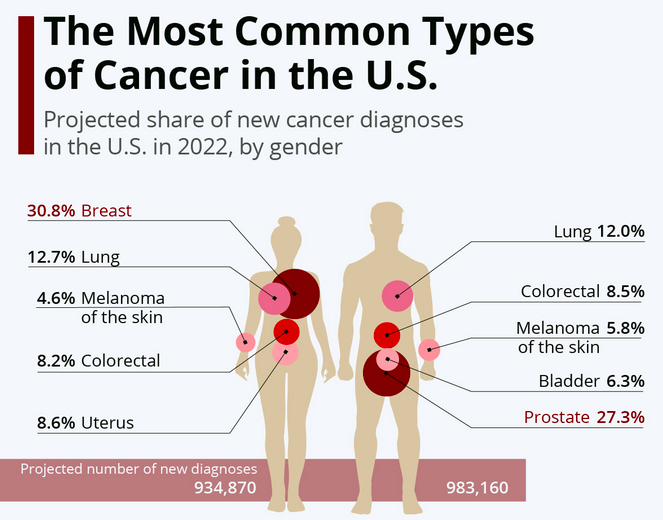 The Most Common Types
of Cancer in the U.S.
Projected share of new cancer diagnoses
in the U.S. in 2022, by gender
30.8% Breast
12.7% Lung
4.6% Melanoma
of the skin
8.2% Colorectal
8.6% Uterus
Lung 12.0%
Colorectal 8.5%
Melanoma 5.8%
of the skin
Bladder 6.3%
Prostate 27.3%
Projected number of new diagnoses
934,870
983,160